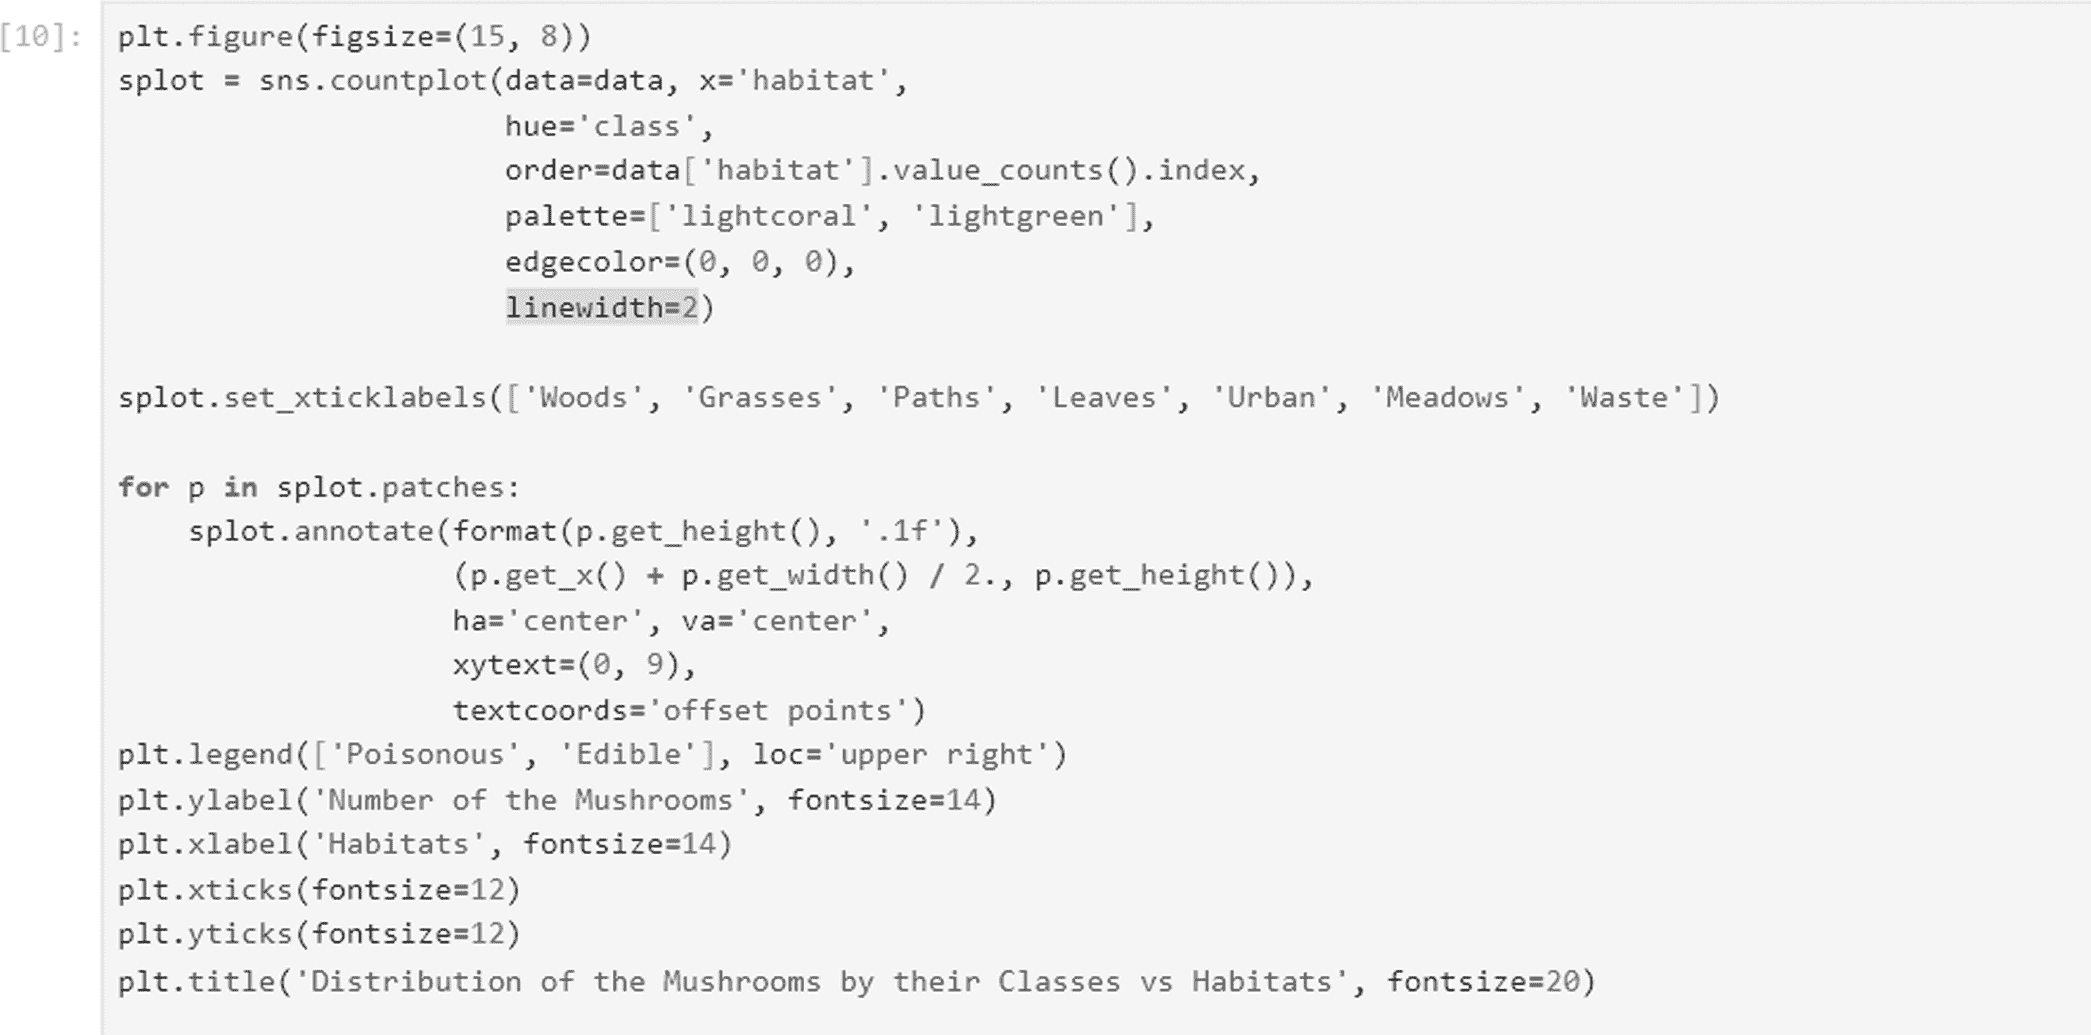 [10]: plt.figure(figsize=(15, 8))
splot = sns.countplot(data=data, x='habitat',
hue='class',
order=data['habitat'].value_counts().index,
palette=['lightcoral', 'lightgreen'],
edgecolor=(0, 0, 0),
linewidth=2)
splot.set_xticklabels(['Woods', 'Grasses', 'Paths', 'Leaves', 'Urban', 'Meadows', 'Waste'])
for p in splot.patches:
splot.annotate(format(p.get_height(), '.1f'),
(p.get_x() + p.get_width() / 2., p.get_height()),
ha='center', va='center',
xytext=(0, 9),
textcoords='offset points')
plt.legend(['Poisonous', 'Edible'], loc='upper right')
plt.ylabel('Number of the Mushrooms', fontsize=14)
plt.xlabel('Habitats', fontsize=14)
plt.xticks(fontsize=12)
plt.yticks(fontsize=12)
plt.title('Distribution of the Mushrooms by their Classes vs Habitats', fontsize=20)